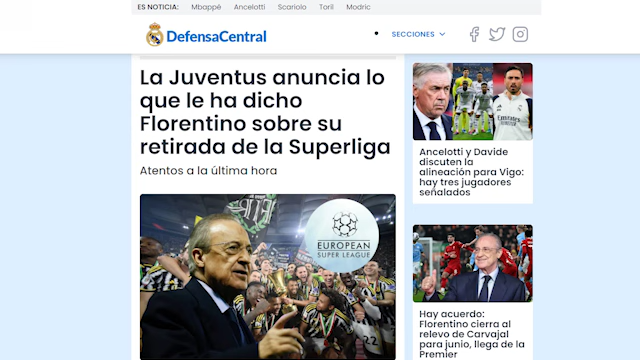 ES NOTICIA: Mbappé Ancelotti Scariolo Toril Modric
DefensaCentral
SECCIONES
La Juventus anuncia lo
que le ha dicho
Florentino sobre su
retirada de la Superliga
Atentos a la última hora
EUROPEAN
SUPER LEAGUE
Ancelotti y Davide
discuten la
alineación para Vigo:
hay tres jugadores
señalados
Hay acuerdo:
Florentino cierra al
relevo de Carvajal
para junio, llega de la
Premier